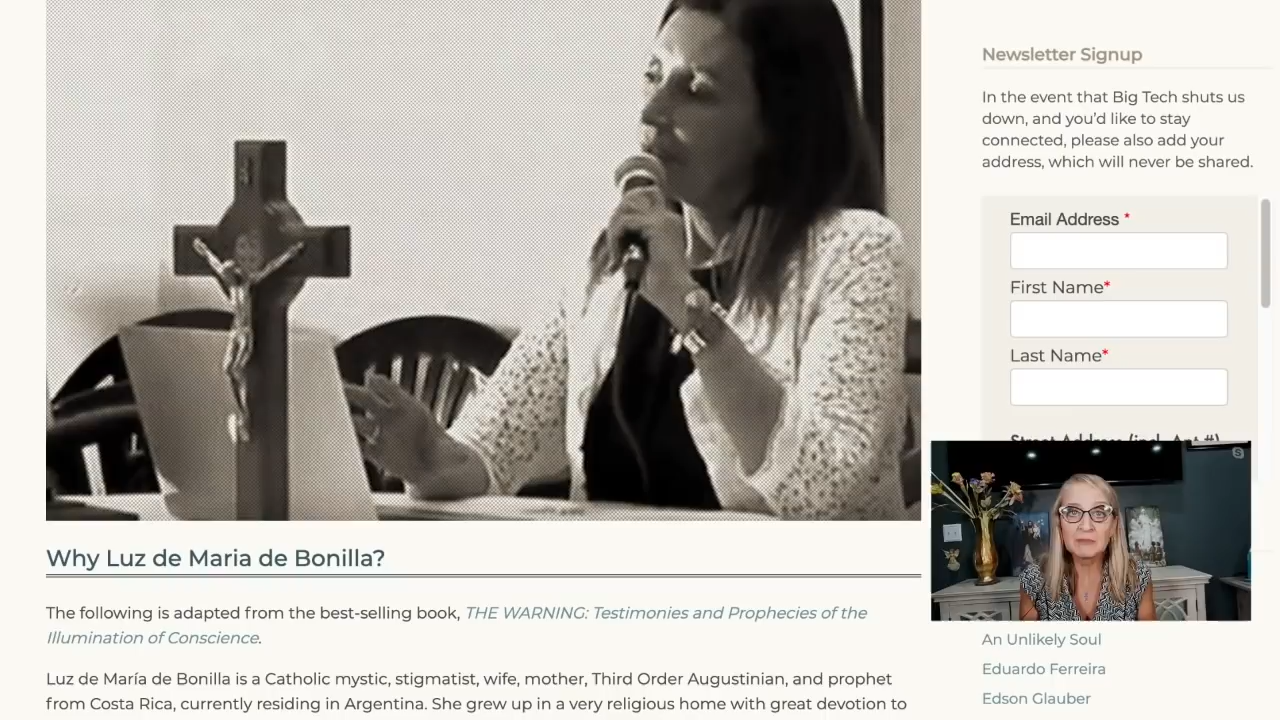 Newsletter Signup
In the event that Big Tech shuts us
down, and you'd like to stay
connected, please also add your
address, which will never be shared.
Email Address *
First Name*
Last Name*
Street Address (incl. Apt #)
Why Luz de Maria de Bonilla?
The following is adapted from the best-selling book, THE WARNING: Testimonies and Prophecies of the
Illumination of Conscience.
Luz de María de Bonilla is a Catholic mystic, stigmatist, wife, mother, Third Order Augustinian, and prophet
from Costa Rica, currently residing in Argentina. She grew up in a very religious home with great devotion to
An Unlikely Soul
Eduardo Ferreira
Edson Glauber